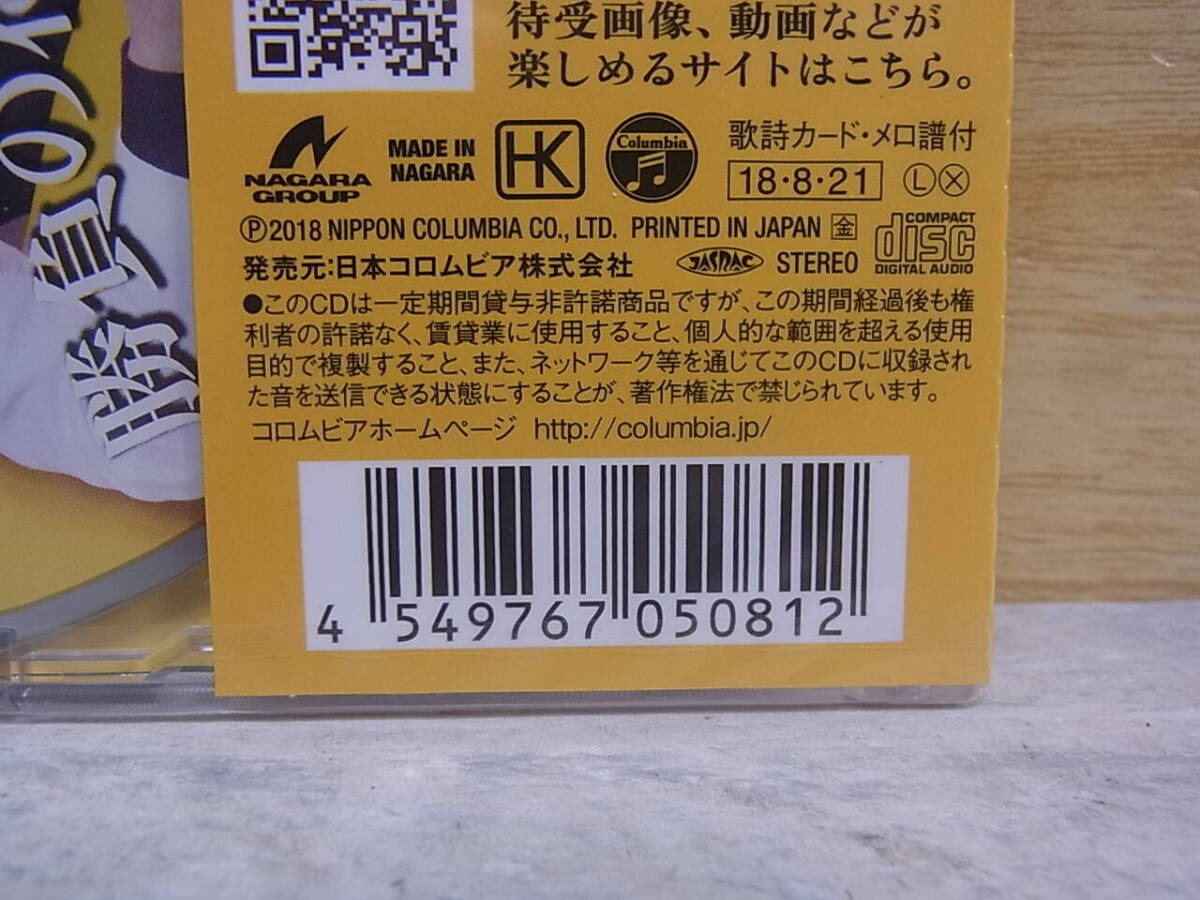 待受画像、動画などが
楽しめるサイトはこちら。
NAGARA
GROUP
MADE IN
NAGARA
HK
Columbia
歌詩カード・メロ譜付
18・8・21 Ⓛ Ⓧ
Ⓟ2018 NIPPON COLUMBIA CO., LTD. PRINTED IN JAPAN 金
COMPACT
disc
DIGITAL AUDIO
発売元:日本コロムビア株式会社 JASRAC STEREO
●このCDは一定期間貸与非許諾商品ですが、この期間経過後も権
利者の許諾なく、賃貸業に使用すること、個人的な範囲を超える使用
目的で複製すること、また、ネットワーク等を通じてこのCDに収録され
た音を送信できる状態にすることが、著作権法で禁じられています。
コロムビアホームページ http://columbia.jp/
4 549767 050812
勝負